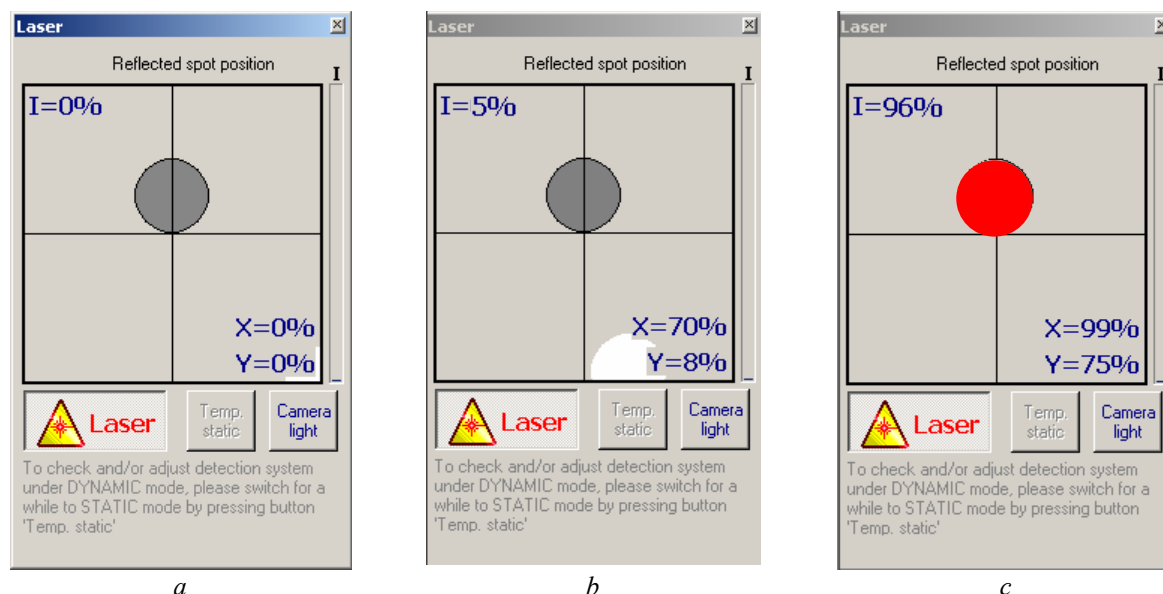 Laser
Reflected spot position
I
I=0%
X=0%
Y=0%
Laser
Temp.
static
Camera
light
To check and/or adjust detection system
under DYNAMIC mode, please switch for a
while to STATIC mode by pressing button
'Temp. static'
a
Laser
Reflected spot position
I
I=5%
X=70%
Y=8%
Laser
Temp.
static
Camera
light
To check and/or adjust detection system
under DYNAMIC mode, please switch for a
while to STATIC mode by pressing button
'Temp. static'
b
Laser
Reflected spot position
I
I=96%
X=99%
Y=75%
Laser
Temp.
static
Camera
light
To check and/or adjust detection system
under DYNAMIC mode, please switch for a
while to STATIC mode by pressing button
'Temp. static'
c